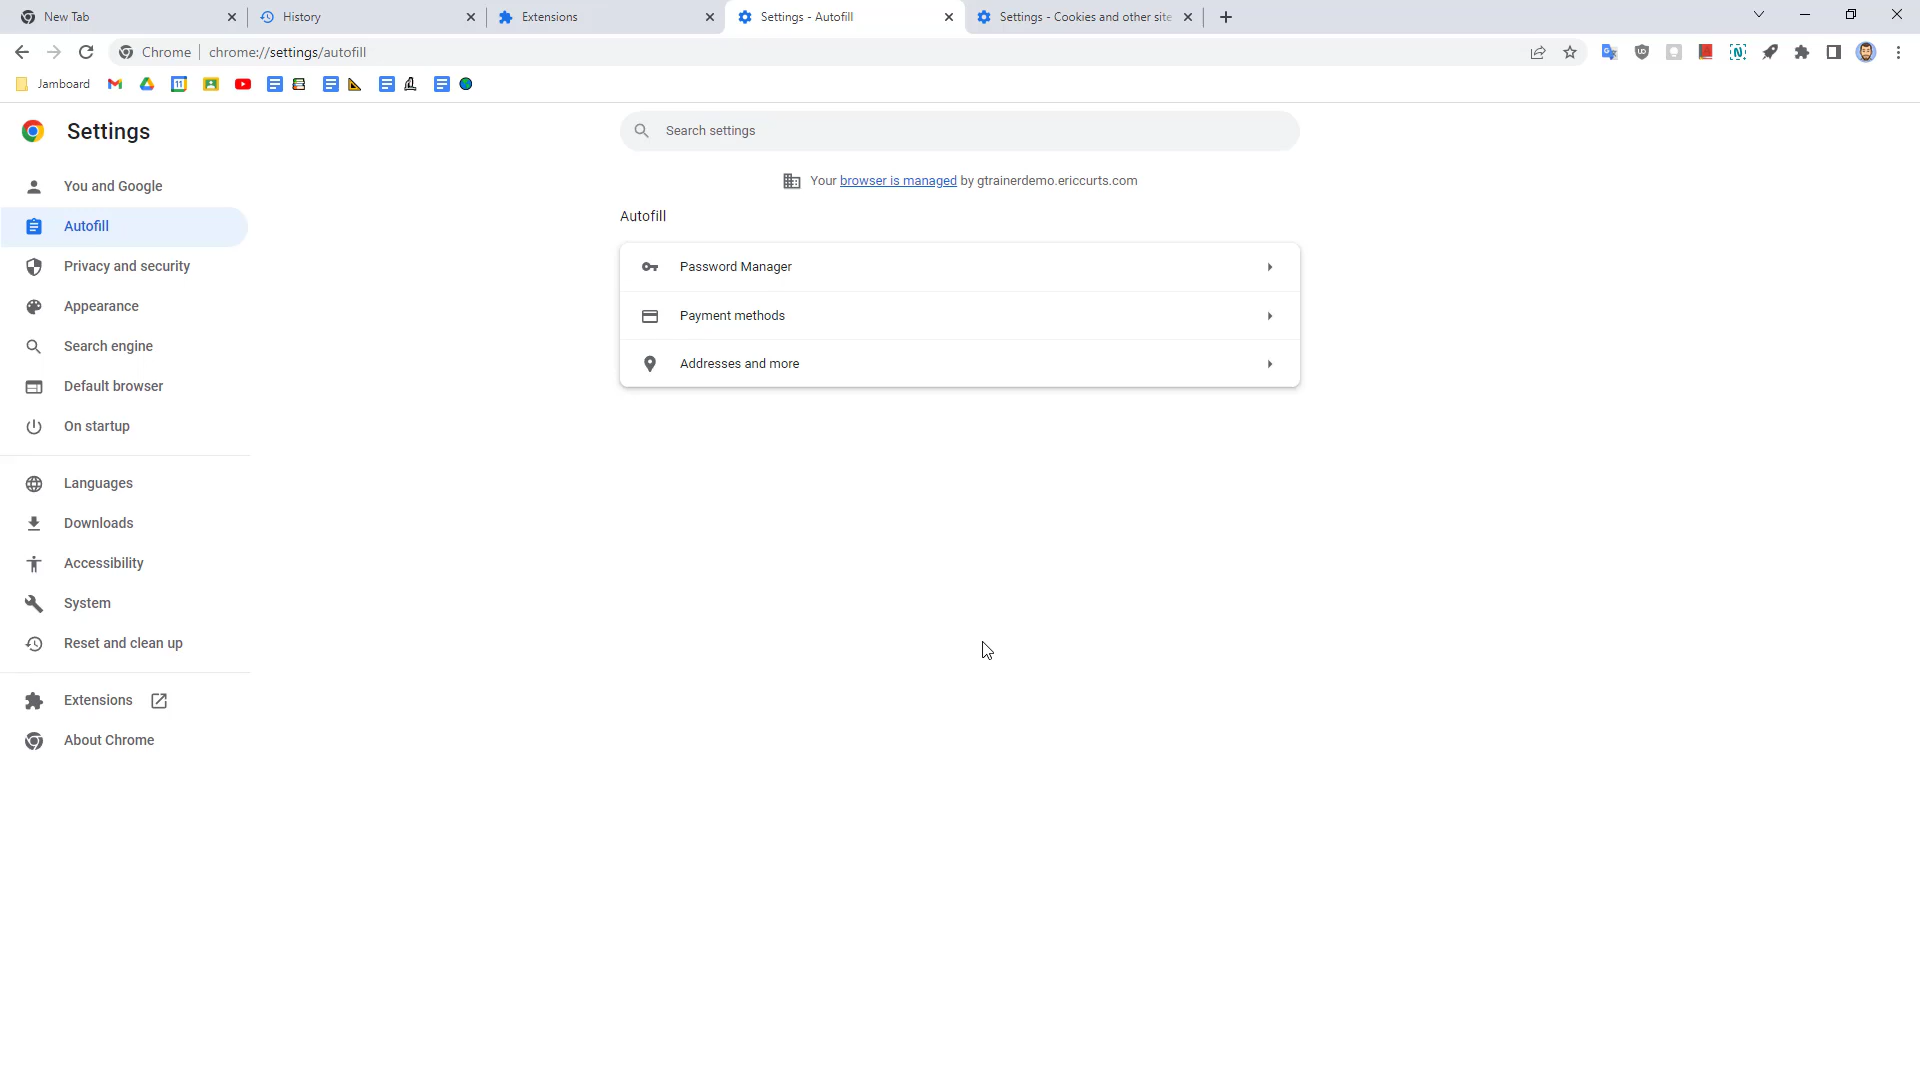 New Tab
History
Extensions
Settings - Autofill
Settings - Cookies and other site
Chrome
chrome://settings/autofill
Jamboard
Settings
Search settings
Your browser is managed by gtrainerdemo.ericcurts.com
You and Google
Autofill
Privacy and security
Appearance
Search engine
Default browser
On startup
Languages
Downloads
Accessibility
System
Reset and clean up
Extensions
About Chrome
Autofill
Password Manager
Payment methods
Addresses and more